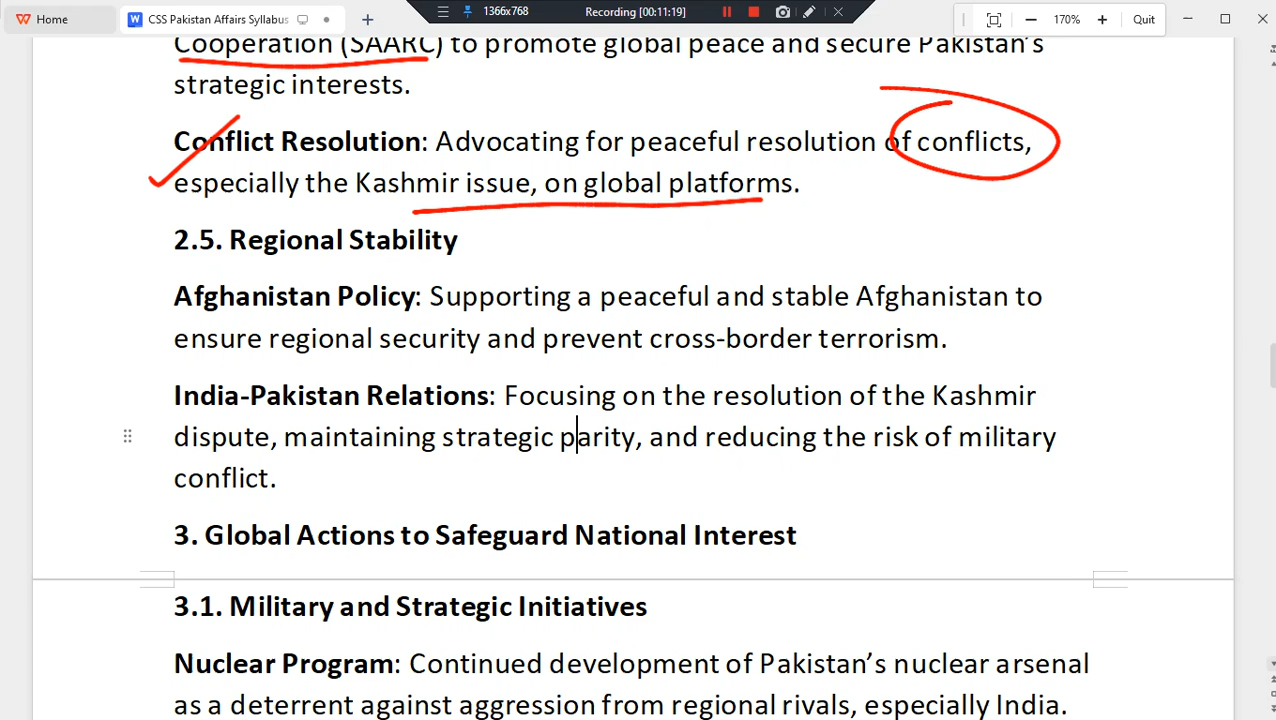 Home
CSS Pakistan Affairs Syllabus
1366x768
Recording [00:11:19]
170%
Quit
Cooperation (SAARC) to promote global peace and secure Pakistan's
strategic interests.
Conflict Resolution: Advocating for peaceful resolution of conflicts,
especially the Kashmir issue, on global platforms.
2.5. Regional Stability
Afghanistan Policy: Supporting a peaceful and stable Afghanistan to
ensure regional security and prevent cross-border terrorism.
India-Pakistan Relations: Focusing on the resolution of the Kashmir
dispute, maintaining strategic parity, and reducing the risk of military
conflict.
3. Global Actions to Safeguard National Interest
3.1. Military and Strategic Initiatives
Nuclear Program: Continued development of Pakistan's nuclear arsenal
as a deterrent against aggression from regional rivals, especially India.